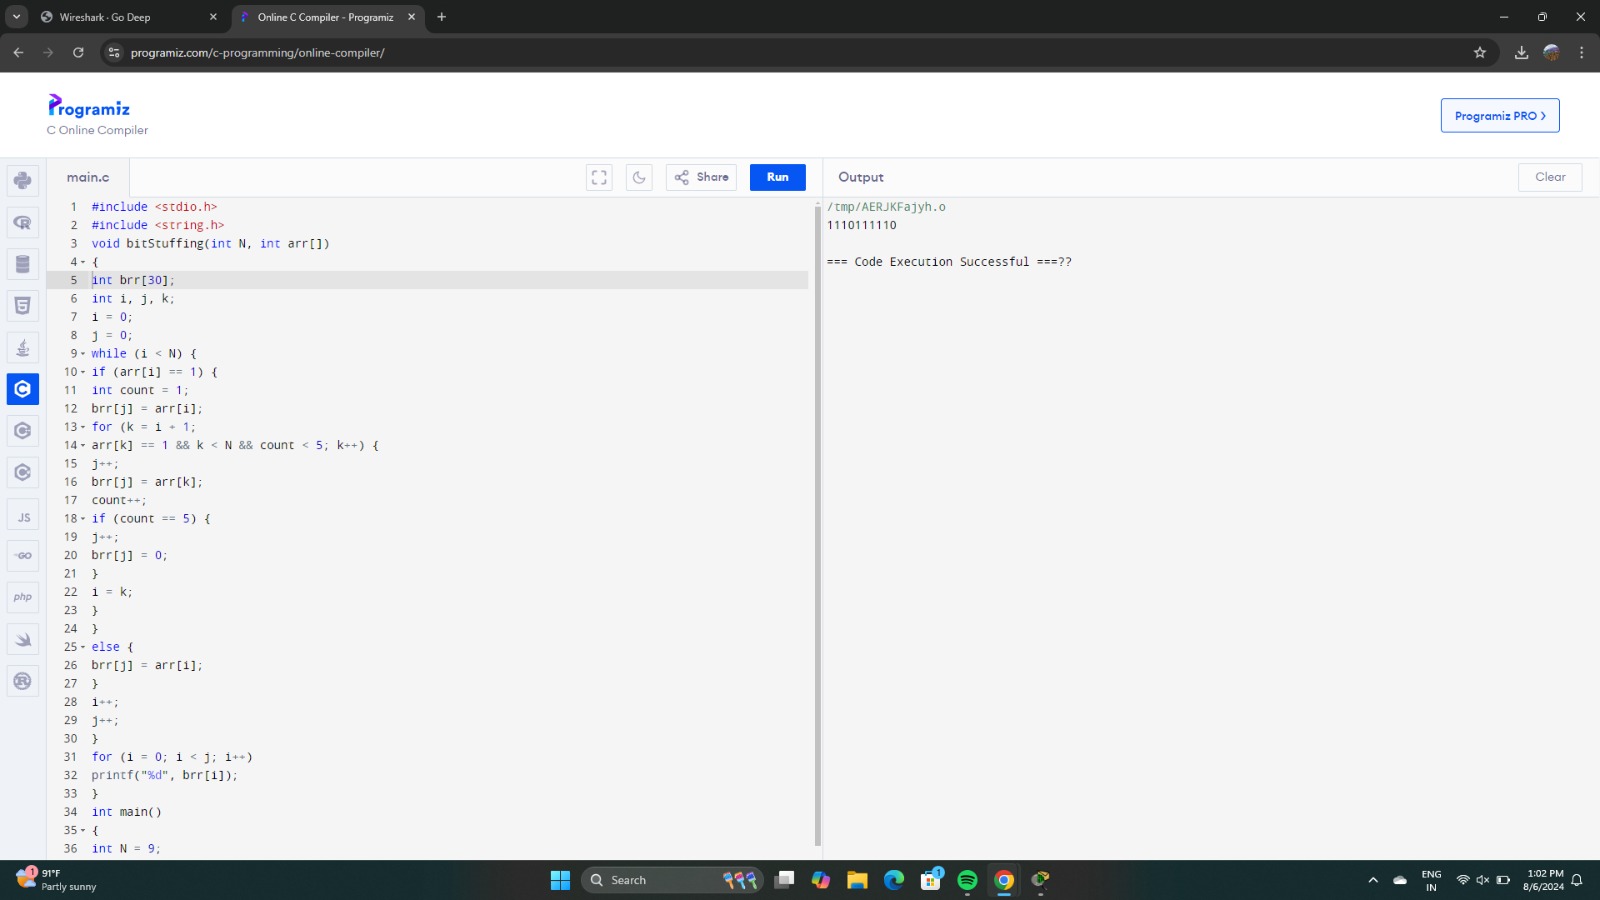 Wireshark · Go Deep
Online C Compiler - Programiz
programiz.com/c-programming/online-compiler/
Programiz
C Online Compiler
Programiz PRO
main.c
Share
Run
Output
Clear
1 #include <stdio.h>
2 #include <string.h>
3 void bitStuffing(int N, int arr[])
4 {
5 int brr[30];
6 int i, j, k;
7 i = 0;
8 j = 0;
9 while (i < N) {
10 if (arr[i] == 1) {
11 int count = 1;
12 brr[j] = arr[i];
13 for (k = i + 1;
14 arr[k] == 1 && k < N && count < 5; k++) {
15 j++;
16 brr[j] = arr[k];
17 count++;
18 if (count == 5) {
19 j++;
20 brr[j] = 0;
21 }
22 i = k;
23 }
24 }
25 else {
26 brr[j] = arr[i];
27 }
28 i++;
29 j++;
30 }
31 for (i = 0; i < j; i++)
32 printf("%d", brr[i]);
33 }
34 int main()
35 {
36 int N = 9;
/tmp/AERJKFajyh.o
1110111110
=== Code Execution Successful ===??
JS
GO
php
1
91°F
Partly sunny
Search
1
ENG
IN
1:02 PM
8/6/2024